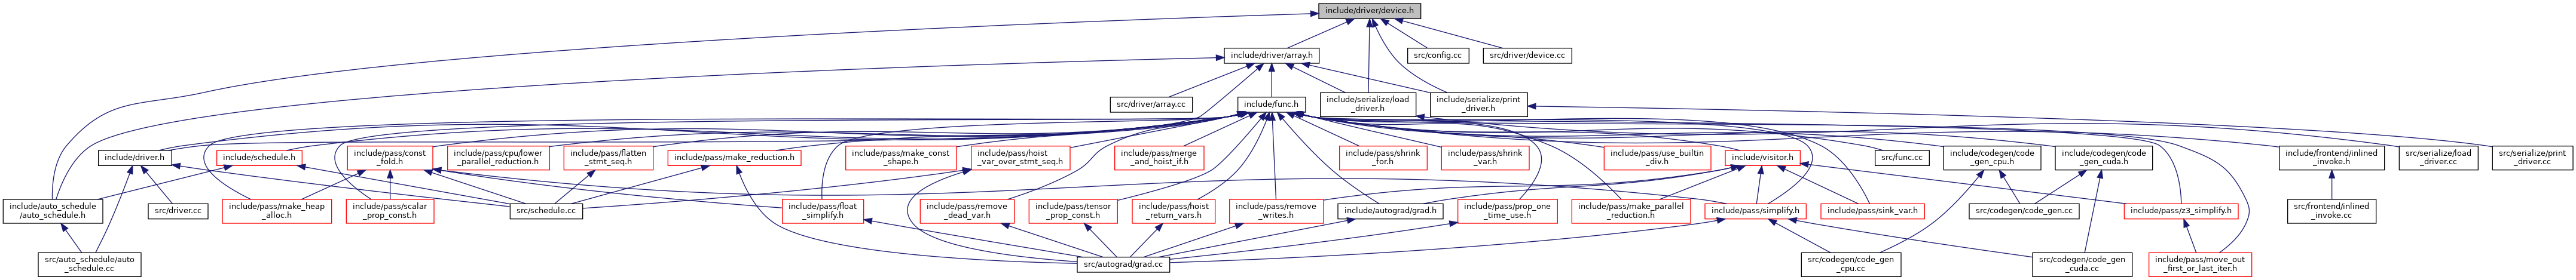 include/driver/device.h
include/driver/array.h
src/config.cc
src/driver/device.cc
src/driver/array.cc
include/func.h
include/serialize/load
_driver.h
include/serialize/print
_driver.h
include/driver.h
include/schedule.h
include/pass/const
_fold.h
include/pass/cpu/lower
_parallel_reduction.h
include/pass/flatten
_stmt_seq.h
include/pass/make_reduction.h
include/pass/make_const
_shape.h
include/pass/hoist
_var_over_stmt_seq.h
include/pass/merge
_and_hoist_if.h
include/pass/shrink
_for.h
include/pass/shrink
_var.h
include/pass/use_builtin
_div.h
include/visitor.h
src/func.cc
include/codegen/code
_gen_cpu.h
include/codegen/code
_gen_cuda.h
include/frontend/inlined
_invoke.h
src/serialize/load
_driver.cc
src/serialize/print
_driver.cc
include/auto_schedule
/auto_schedule.h
src/driver.cc
include/pass/make_heap
_alloc.h
include/pass/scalar
_prop_const.h
src/schedule.cc
include/pass/float
_simplify.h
include/pass/remove
_dead_var.h
include/pass/tensor
_prop_const.h
include/pass/hoist
_return_vars.h
include/pass/remove
_writes.h
include/autograd/grad.h
include/pass/prop_one
_time_use.h
include/pass/make_parallel
_reduction.h
include/pass/simplify.h
include/pass/sink_var.h
src/codegen/code_gen.cc
include/pass/z3_simplify.h
src/frontend/inlined
_invoke.cc
src/auto_schedule/auto
_schedule.cc
src/autograd/grad.cc
src/codegen/code_gen
_cpu.cc
src/codegen/code_gen
_cuda.cc
include/pass/move_out
_first_or_last_iter.h